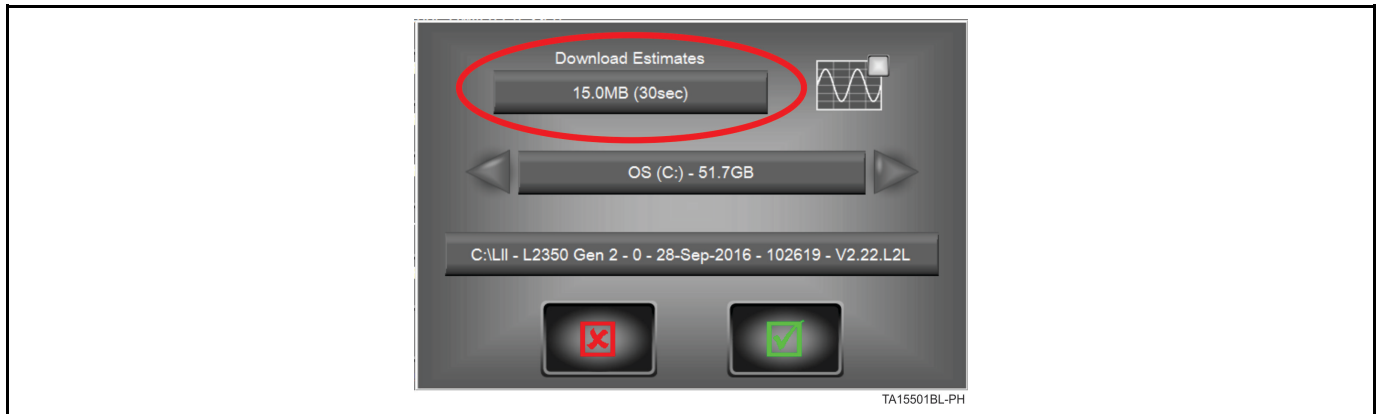 Download Estimates
15.0MB (30sec)
OS (C:) - 51.7GB
C:\LII - L2350 Gen 2 - 0 - 28-Sep-2016 - 102619 - V2.22.L2L
TA15501BL-PH